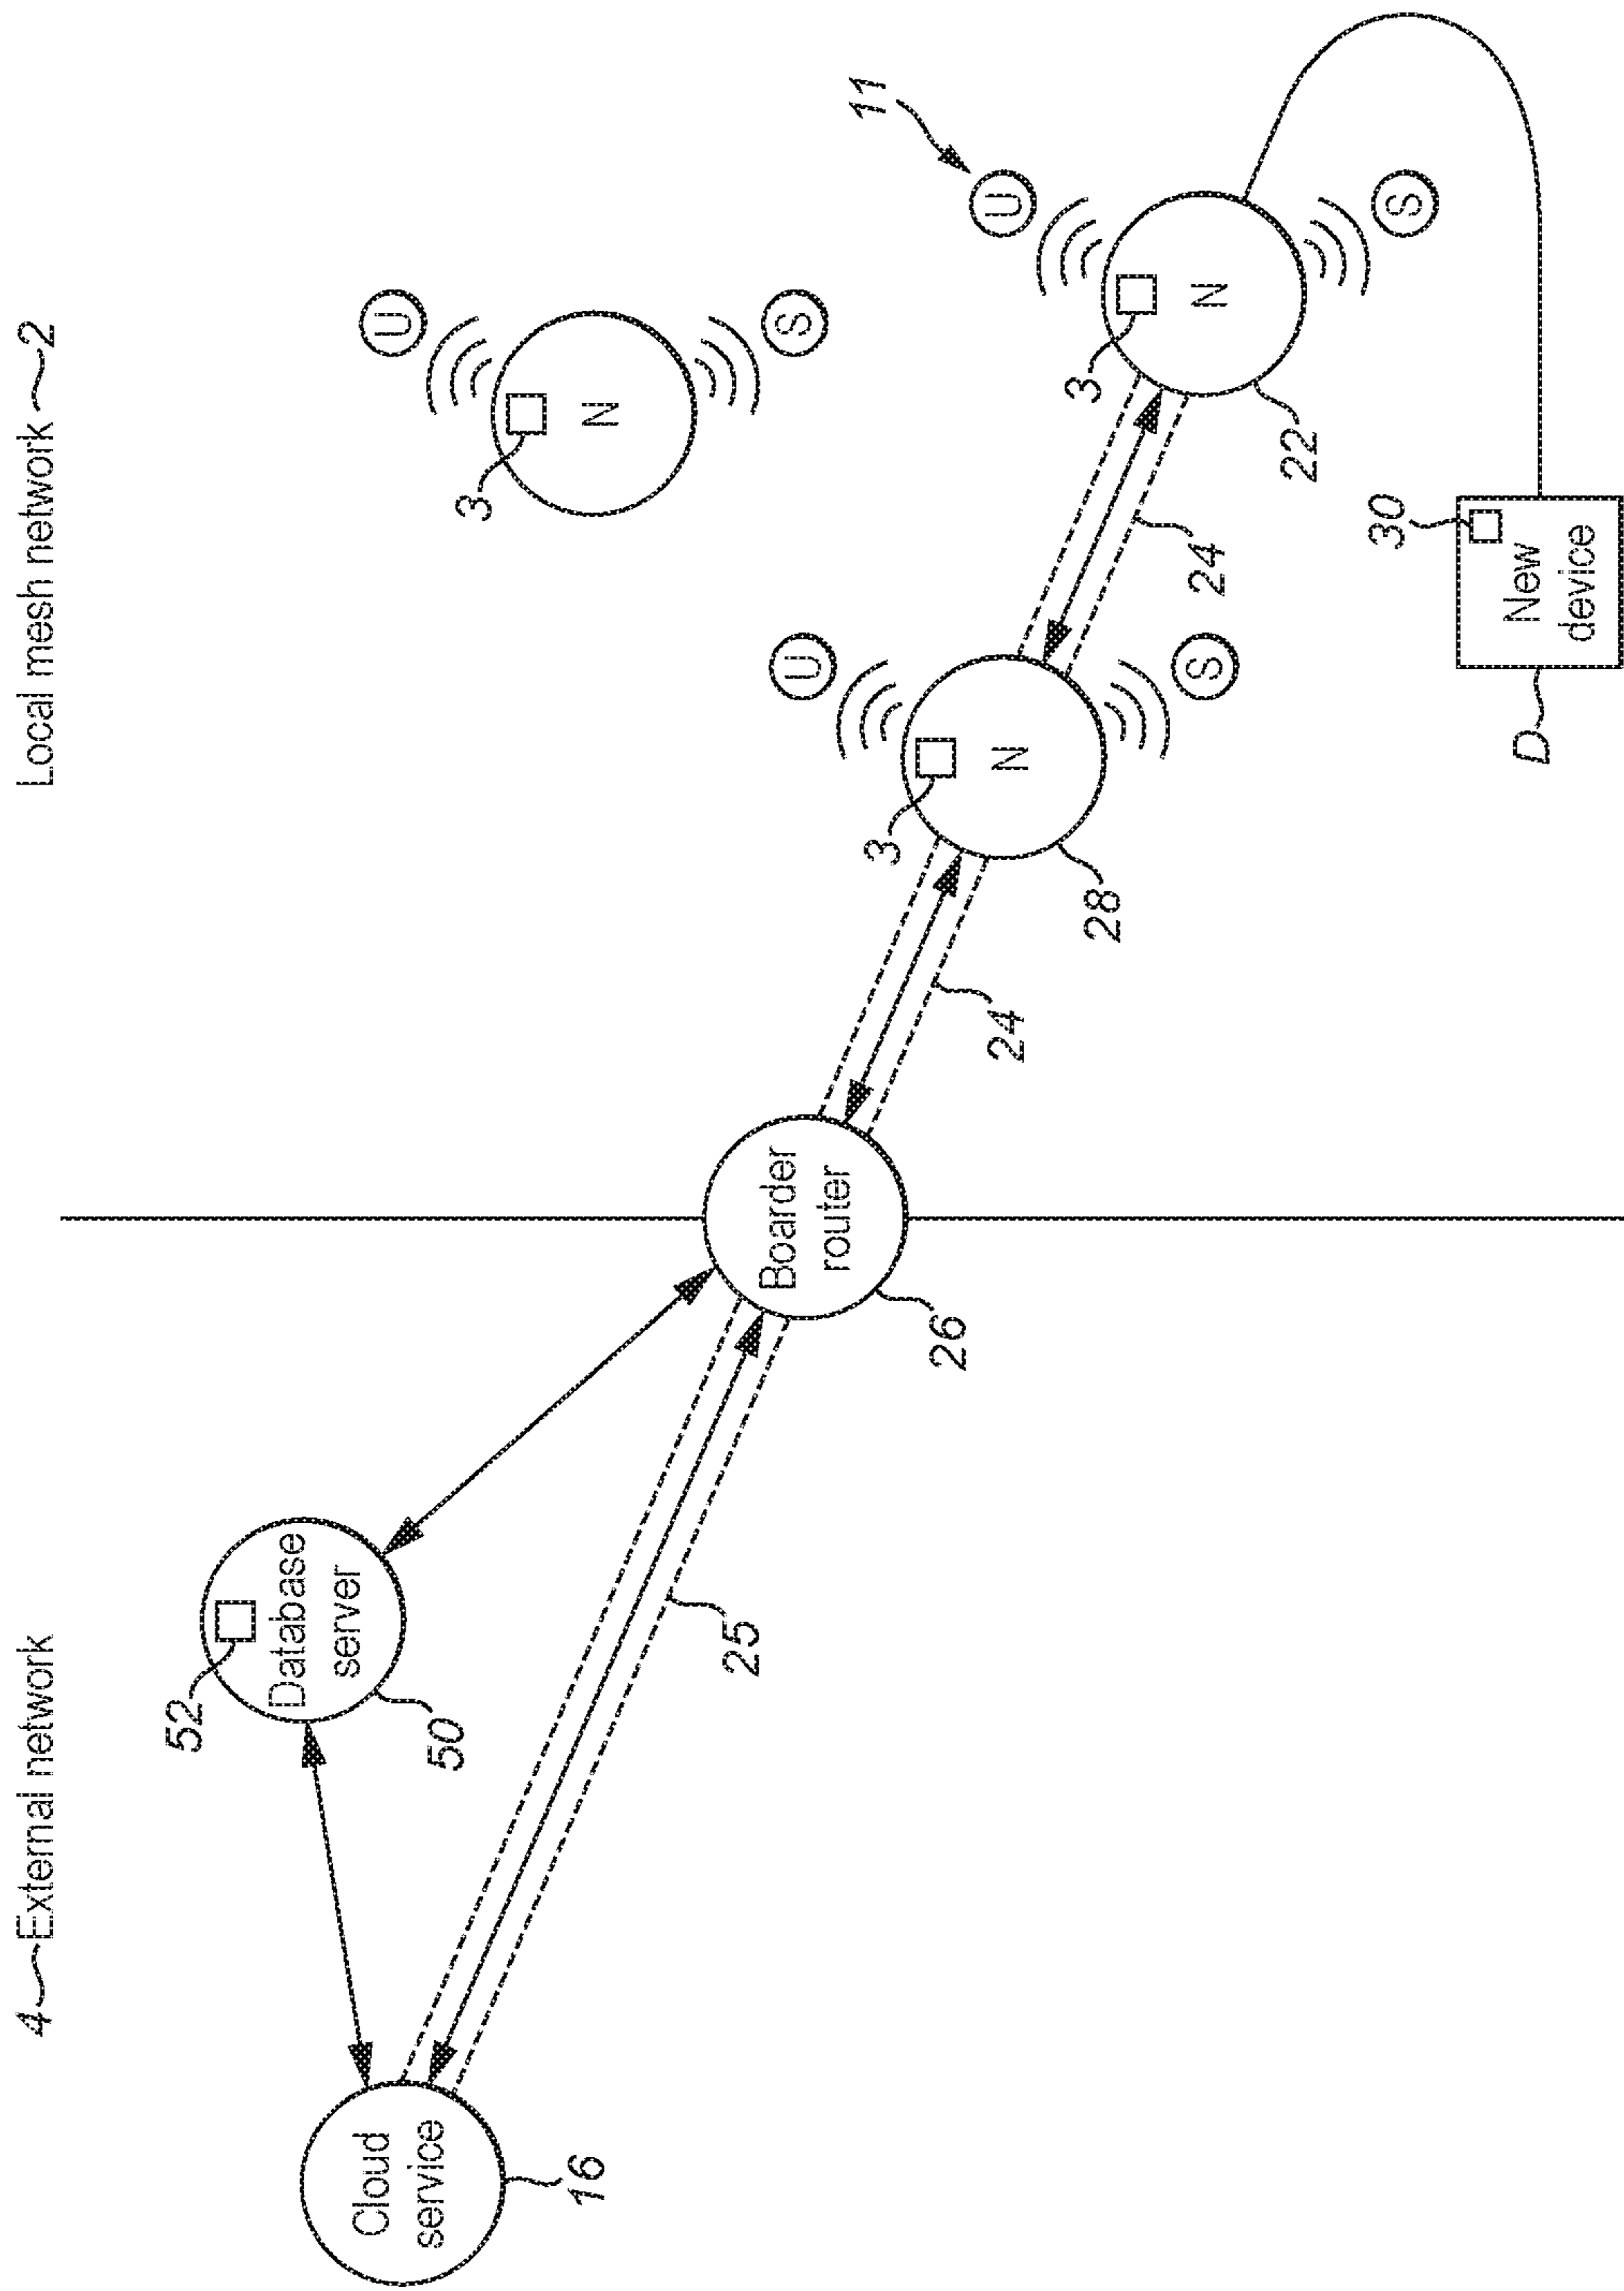 4 External network
Local mesh network 2
52
Database
server
50
Cloud
service
16
25
Boarder
router
26
24
U
3
N
S
U
3
N
S
28
24
11
U
3
N
S
22
30
New
device
D